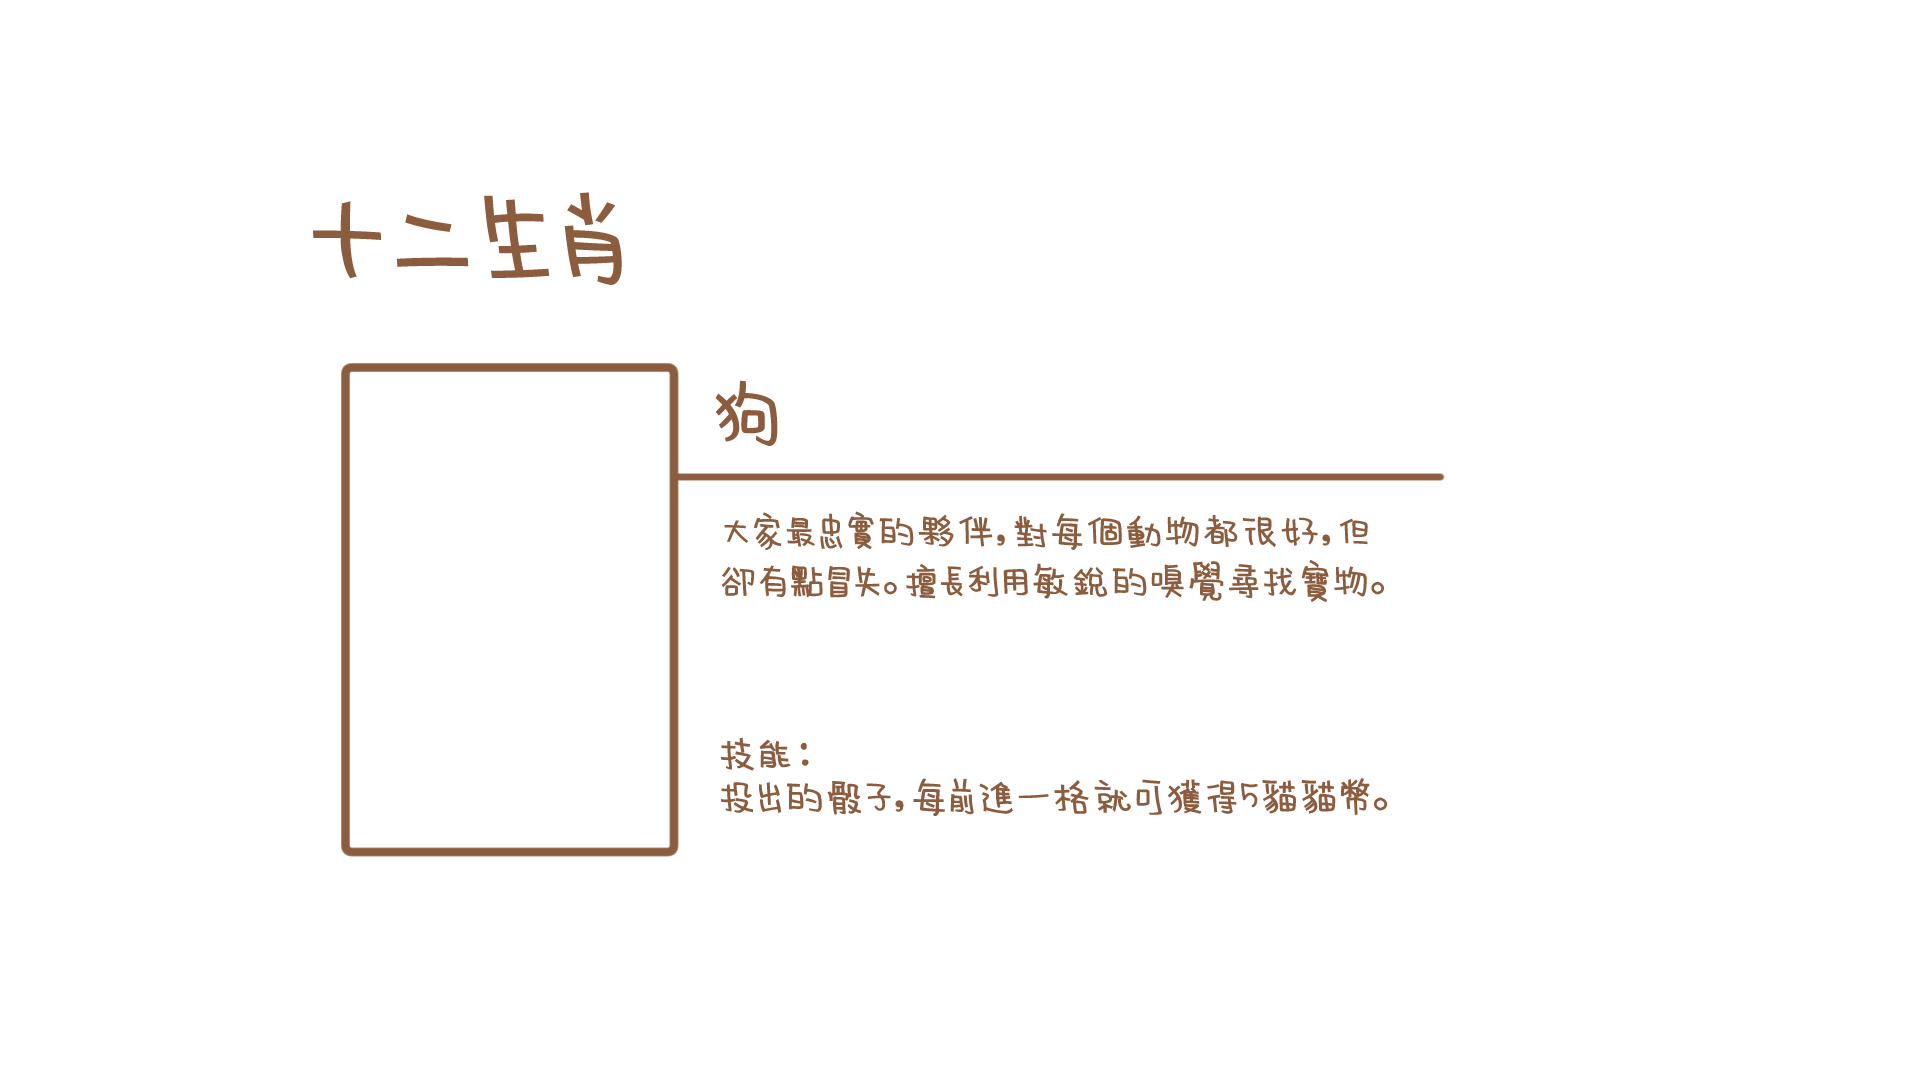 十二生肖
狗
大家最忠實的夥伴,對每個動物都很好,但
卻有點冒失。擅長利用敏銳的嗅覺尋找寶物。
技能:
投出的骰子,每前進一格就可獲得5貓貓幣。